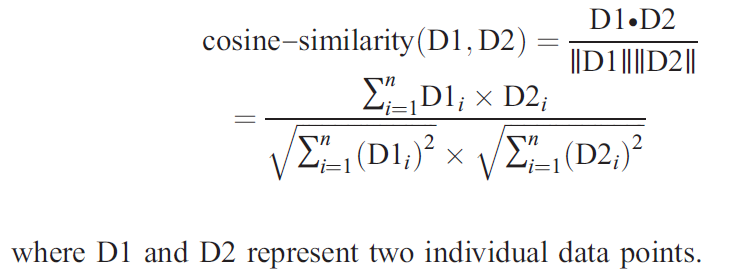 cosine–similarity(D1, D2) = D1•D2 / ‖D1‖‖D2‖
= ∑ⁿᵢ₌₁ D1ᵢ × D2ᵢ / √∑ⁿᵢ₌₁ (D1ᵢ)² × √∑ⁿᵢ₌₁ (D2ᵢ)²
where D1 and D2 represent two individual data points.